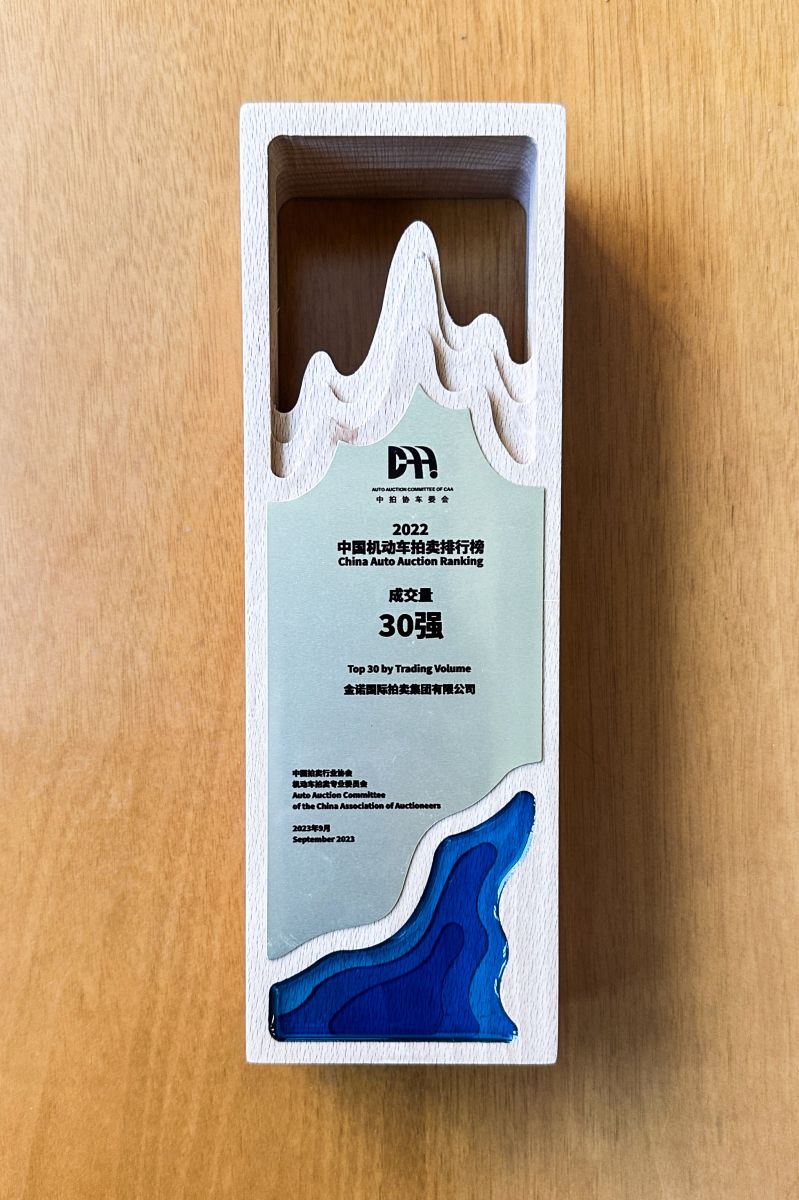 CAA
AUTO AUCTION COMMITTEE OF CAA
中拍协车委会
2022
中国机动车拍卖排行榜
China Auto Auction Ranking
成交量
30强
Top 30 by Trading Volume
金诺国际拍卖集团有限公司
中国拍卖行业协会
机动车拍卖专业委员会
Auto Auction Committee
of the China Association of Auctioneers
2023年9月
September 2023